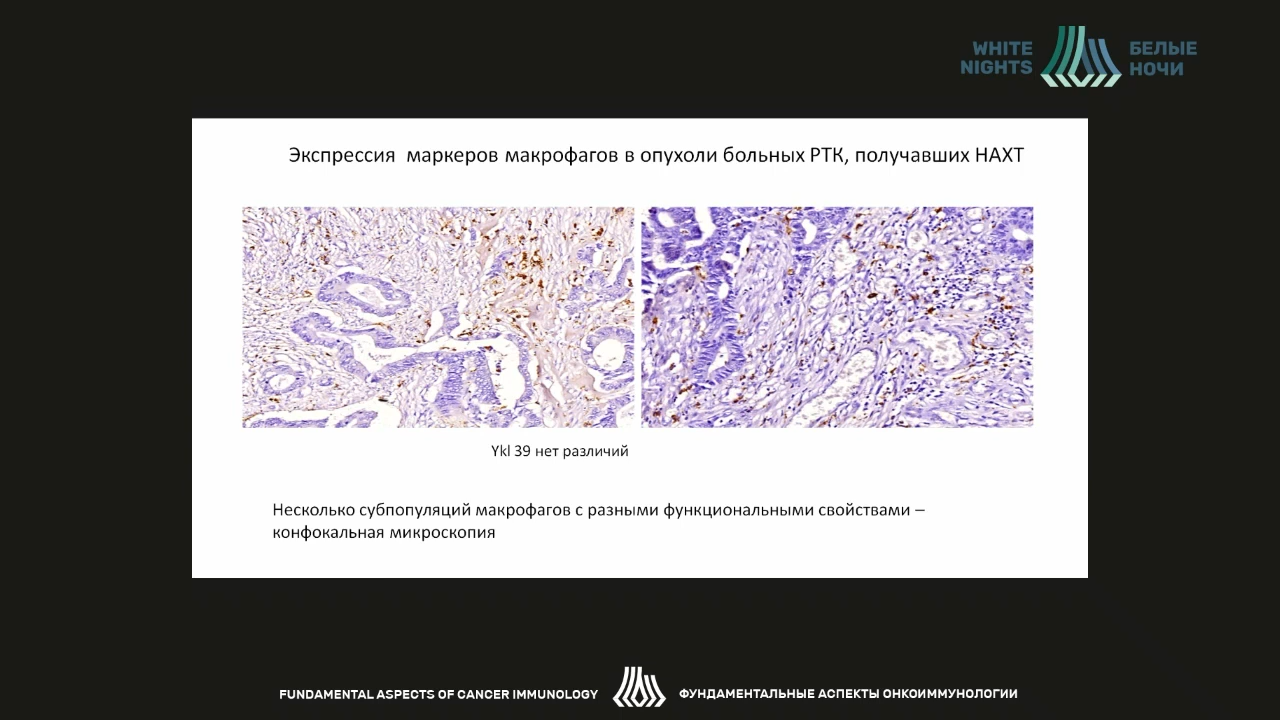 WHITE
NIGHTS
БЕЛЫЕ
НОЧИ
Экспрессия маркеров макрофагов в опухоли больных РТК, получавших НАХТ
Ykl 39 нет различий
Несколько субпопуляций макрофагов с разными функциональными свойствами –
конфокальная микроскопия
FUNDAMENTAL ASPECTS OF CANCER IMMUNOLOGY
ФУНДАМЕНТАЛЬНЫЕ АСПЕКТЫ ОНКОИММУНОЛОГИИ